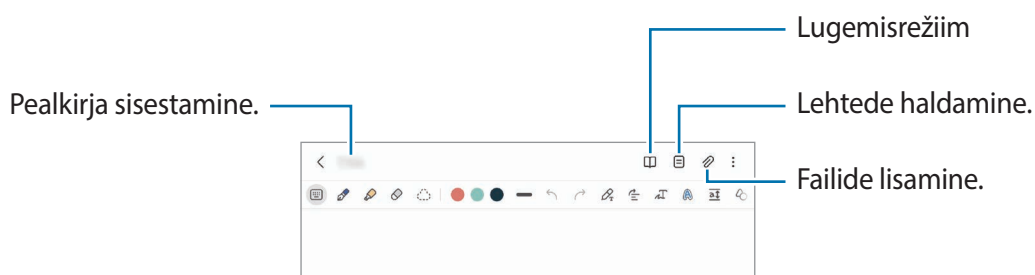 Lugemisrežiim
Pealkirja sisestamine.
Lehtede haldamine.
Failide lisamine.